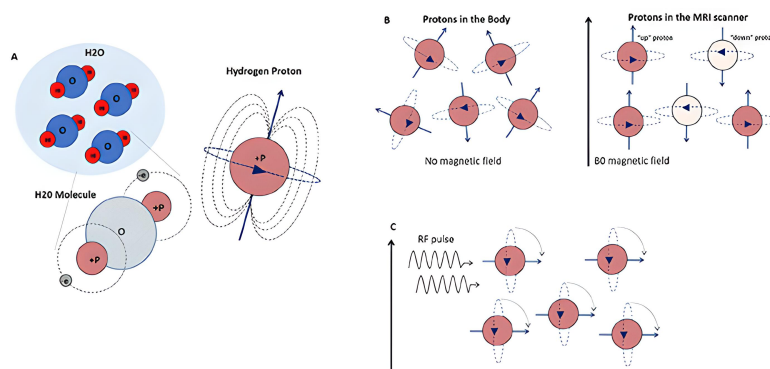 A
H2O
O
H
H
O
H
H
O
H
H
O
H
H
H20 Molecule
-e
+P
O
+P
-e
Hydrogen Proton
+P
B
Protons in the Body
No magnetic field
Protons in the MRI scanner
"up" proton
"down" proton
B0 magnetic field
C
RF pulse